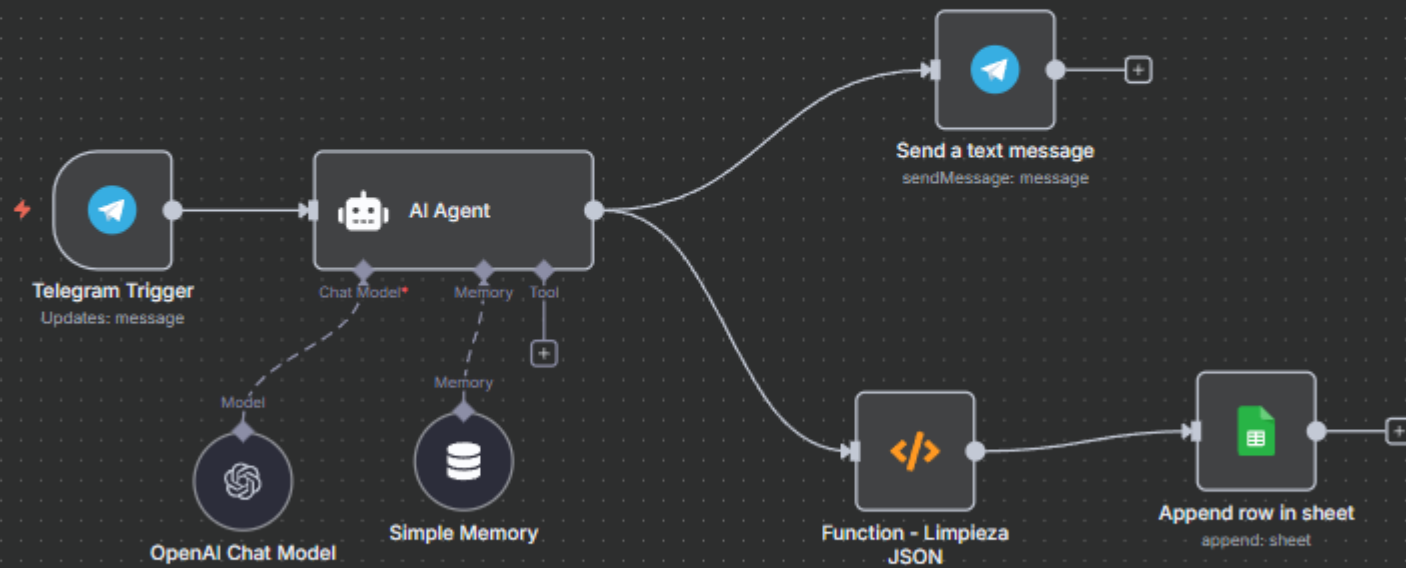 Send a text message
sendMessage: message
AI Agent
Telegram Trigger
Updates: message
Chat Model*
Memory
Tool
Memory
Model
Simple Memory
OpenAI Chat Model
Function - Limpieza
JSON
Append row in sheet
append: sheet